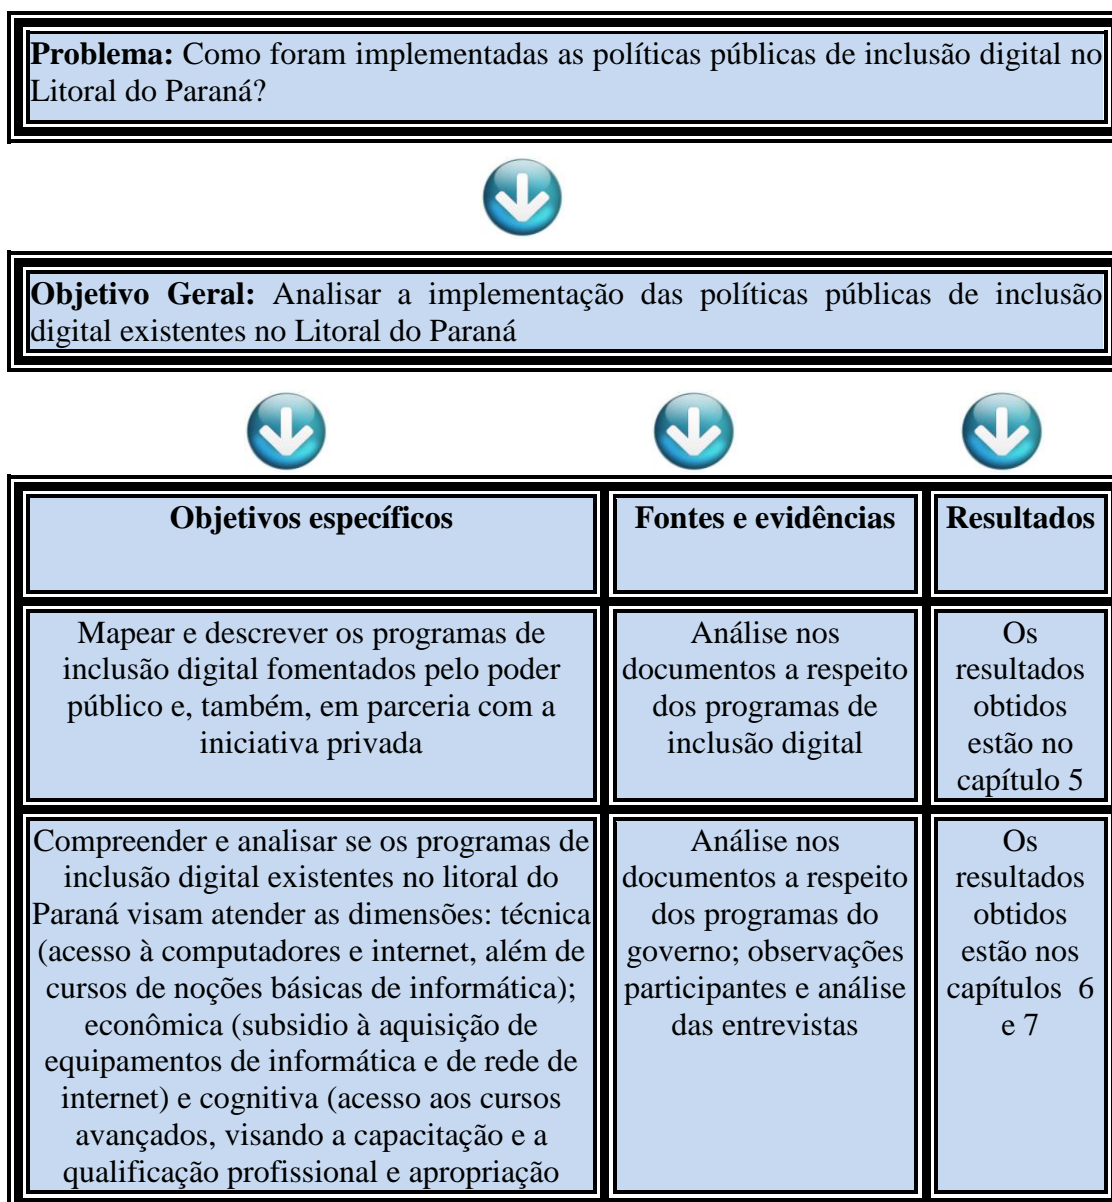 Problema: Como foram implementadas as políticas públicas de inclusão digital no
Litoral do Paraná?
Objetivo Geral: Analisar a implementação das políticas públicas de inclusão
digital existentes no Litoral do Paraná
Objetivos específicos
Fontes e evidências
Resultados
Mapear e descrever os programas de
inclusão digital fomentados pelo poder
público e, também, em parceria com a
iniciativa privada
Análise nos
documentos a respeito
dos programas de
inclusão digital
Os
resultados
obtidos
estão no
capítulo 5
Compreender e analisar se os programas de
inclusão digital existentes no litoral do
Paraná visam atender as dimensões: técnica
(acesso à computadores e internet, além de
cursos de noções básicas de informática);
econômica (subsidio à aquisição de
equipamentos de informática e de rede de
internet) e cognitiva (acesso aos cursos
avançados, visando a capacitação e a
qualificação profissional e apropriação
Análise nos
documentos a respeito
dos programas do
governo; observações
participantes e análise
das entrevistas
Os
resultados
obtidos
estão nos
capítulos 6
e 7